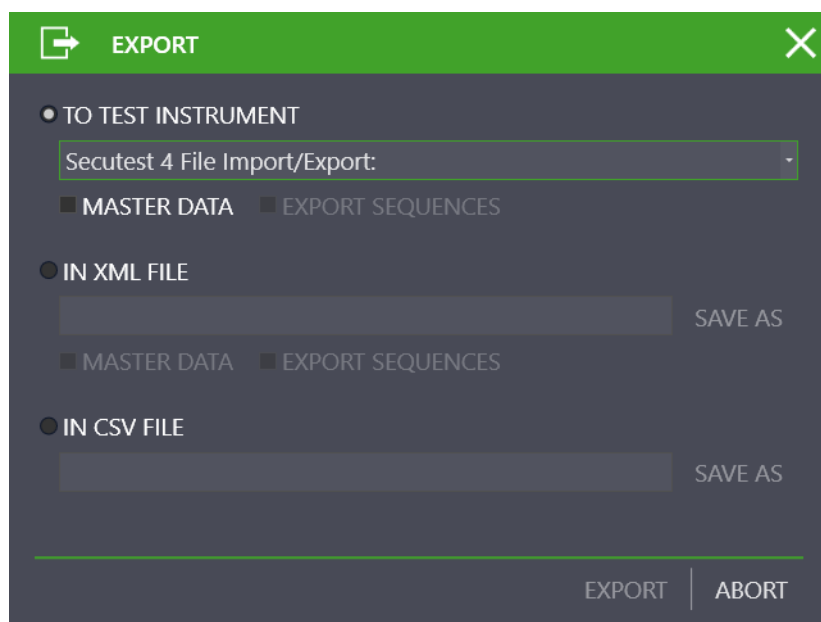 EXPORT
TO TEST INSTRUMENT
Secutest 4 File Import/Export:
MASTER DATA EXPORT SEQUENCES
IN XML FILE
SAVE AS
MASTER DATA EXPORT SEQUENCES
IN CSV FILE
SAVE AS
EXPORT ABORT